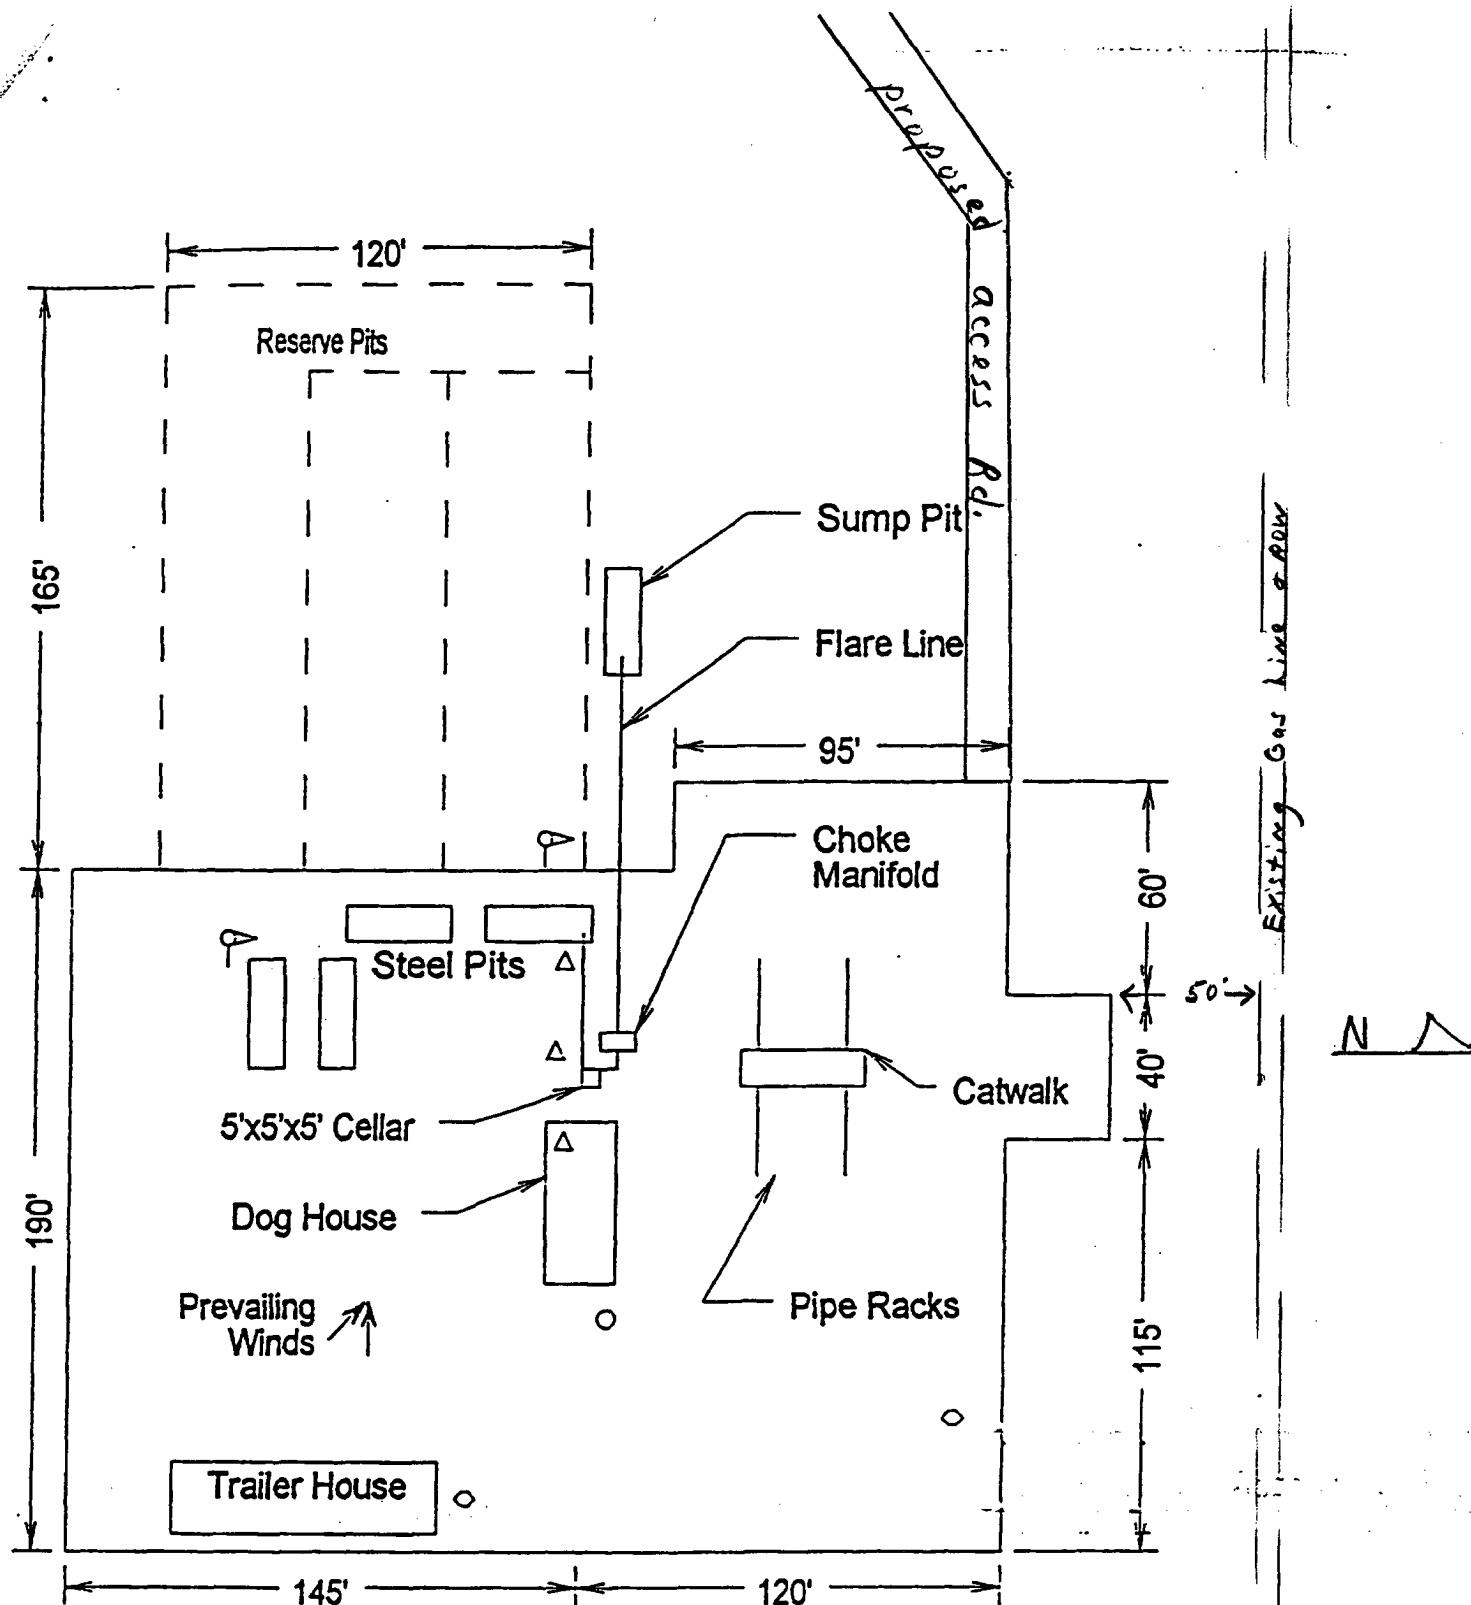 proposed
access Rd.
120'
Reserve Pits
165'
Sump Pit
Flare Line
95'
Choke
Manifold
60'
Existing Gas Line & ROW
Steel Pits
50'
N
40'
Catwalk
5'x5'x5' Cellar
190'
Dog House
Prevailing
Winds
Pipe Racks
115'
Trailer House
145'
120'